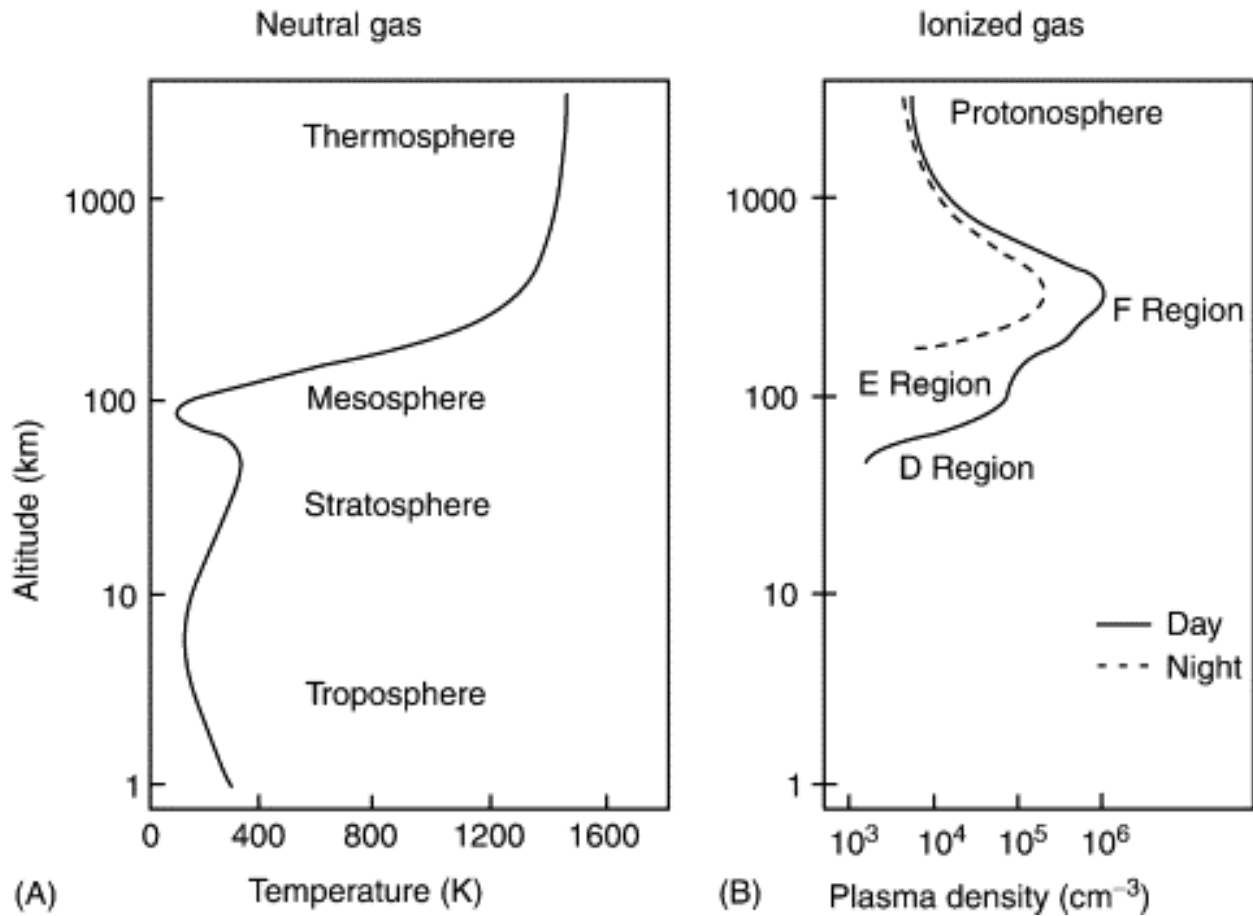 Neutral gas
Thermosphere
1000
Mesosphere
100
Stratosphere
10
Troposphere
1
Altitude (km)
0 400 800 1200 1600
(A) Temperature (K)
Ionized gas
Protonosphere
1000
F Region
E Region
100
D Region
10
Day
Night
1
10³ 10⁴ 10⁵ 10⁶
(B) Plasma density (cm⁻³)